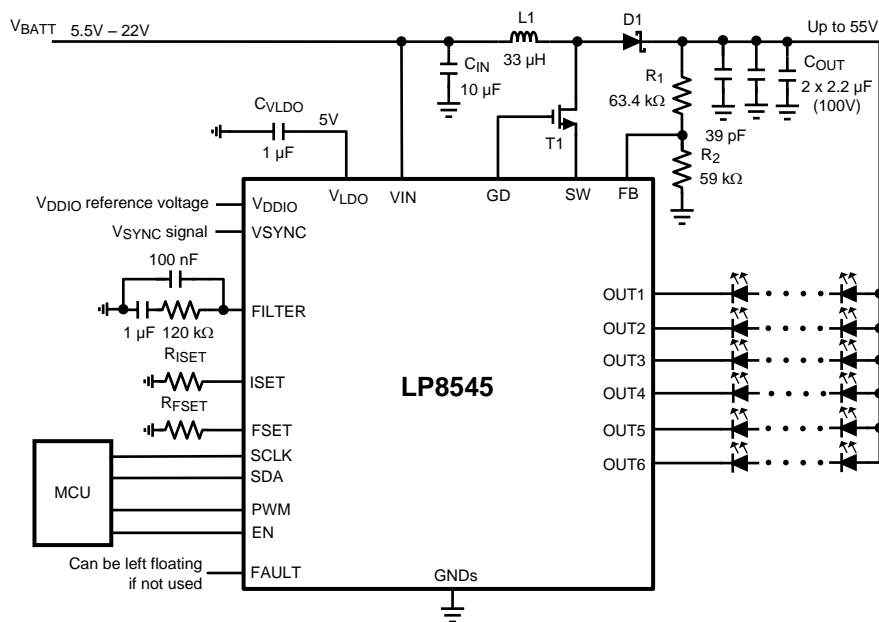 VBATT 5.5V – 22V
L1
33 µH
D1
Up to 55V
CIN
10 µF
R1
63.4 kΩ
COUT
2 x 2.2 µF
(100V)
39 pF
T1
R2
59 kΩ
CVLDO
1 µF
5V
VLDO
VIN
GD
SW
FB
VDDIO reference voltage
VDDIO
VSYNC signal
VSYNC
100 nF
1 µF
120 kΩ
FILTER
RISET
ISET
RFSET
FSET
MCU
SCLK
SDA
PWM
EN
Can be left floating
if not used
FAULT
LP8545
GNDs
OUT1
OUT2
OUT3
OUT4
OUT5
OUT6